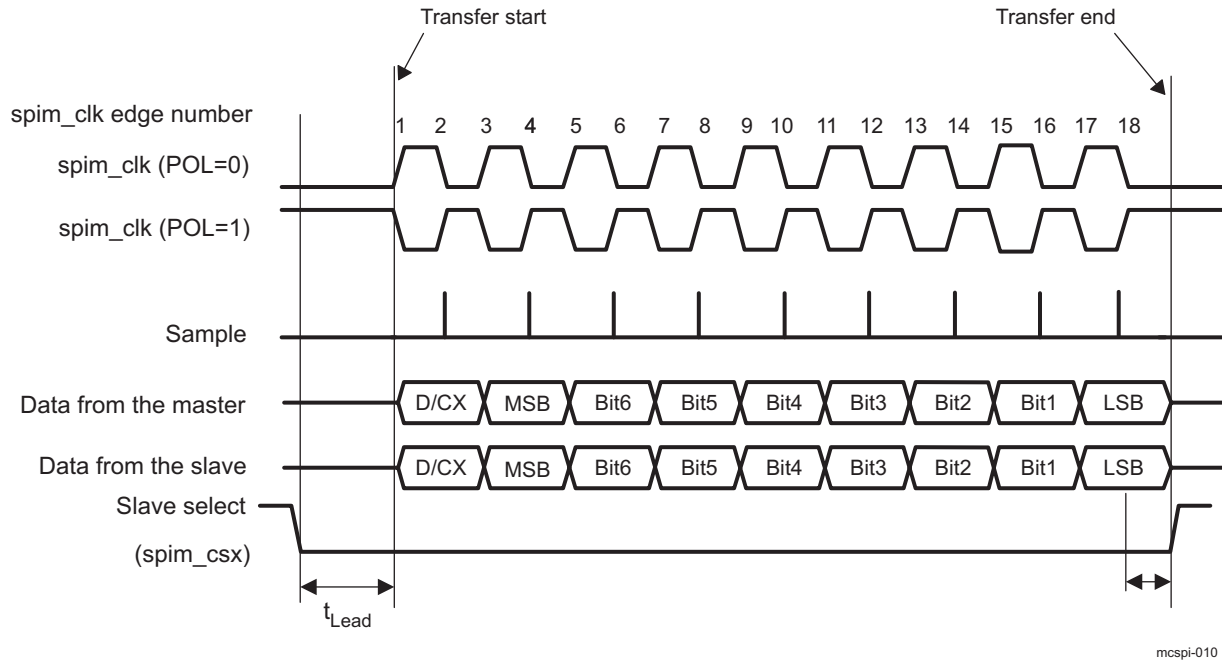 Transfer start
Transfer end
spim_clk edge number
1 2 3 4 5 6 7 8 9 10 11 12 13 14 15 16 17 18
spim_clk (POL=0)
spim_clk (POL=1)
Sample
Data from the master
D/CX MSB Bit6 Bit5 Bit4 Bit3 Bit2 Bit1 LSB
Data from the slave
D/CX MSB Bit6 Bit5 Bit4 Bit3 Bit2 Bit1 LSB
Slave select
(spim_csx)
tLead
mcspi-010